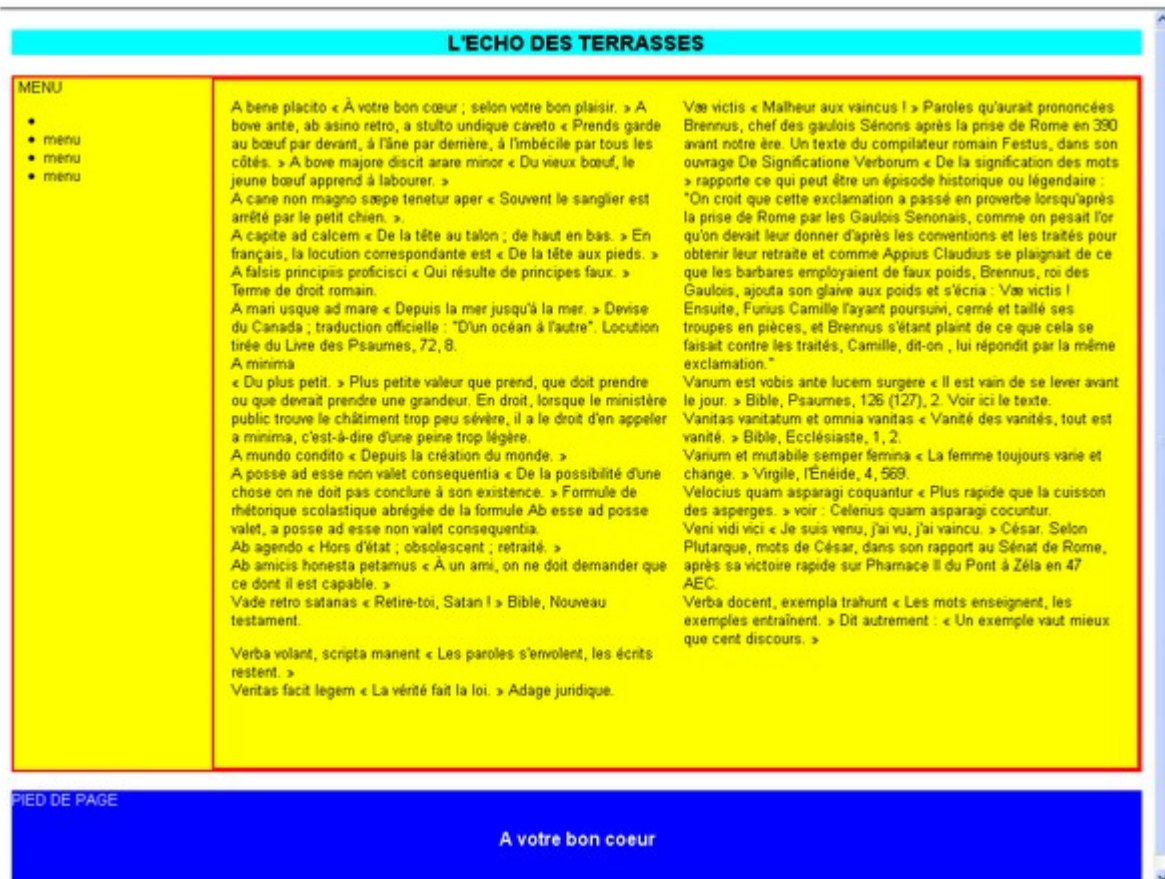 L'ECHO DES TERRASSES
MENU
menu
menu
menu
A bene placito « À votre bon cœur ; selon votre bon plaisir. » A
bove ante, ab asino retro, a stulto undique caveto « Prends garde
au bœuf par devant, à l'âne par derrière, à l'imbécile par tous les
côtés. » A bove majore discit arare minor « Du vieux bœuf, le
jeune bœuf apprend à labourer. »
A cane non magno sæpe tenetur aper « Souvent le sanglier est
arrêté par le petit chien. ».
A capite ad calcem « De la tête au talon ; de haut en bas. » En
français, la locution correspondante est « De la tête aux pieds. »
A falsis principiis proficisci « Qui résulte de principes faux. »
Terme de droit romain.
A mari usque ad mare « Depuis la mer jusqu'à la mer. » Devise
du Canada ; traduction officielle : "D'un océan à l'autre". Locution
tirée du Livre des Psaumes, 72, 8.
A minima
« Du plus petit. » Plus petite valeur que prend, que doit prendre
ou que devrait prendre une grandeur. En droit, lorsque le ministère
public trouve le châtiment trop peu sévère, il a le droit d'en appeler
a minima, c'est-à-dire d'une peine trop légère.
A mundo condito « Depuis la création du monde. »
A posse ad esse non valet consequentia « De la possibilité d'une
chose on ne doit pas conclure à son existence. » Formule de
rhétorique scolastique abrégée de la formule Ab esse ad posse
valet, a posse ad esse non valet consequentia.
Ab agendo « Hors d'état ; obsolescent ; retraité. »
Ab amicis honesta petamus « À un ami, on ne doit demander que
ce dont il est capable. »
Vade retro satanas « Retire-toi, Satan ! » Bible, Nouveau
testament.
Verba volant, scripta manent « Les paroles s'envolent, les écrits
restent. »
Veritas facit legem « La vérité fait la loi. » Adage juridique.
Væ victis « Malheur aux vaincus ! » Paroles qu'aurait prononcées
Brennus, chef des gaulois Sénons après la prise de Rome en 390
avant notre ère. Un texte du compilateur romain Festus, dans son
ouvrage De Significatione Verborum « De la signification des mots
» rapporte ce qui peut être un épisode historique ou légendaire :
"On croit que cette exclamation a passé en proverbe lorsqu'après
la prise de Rome par les Gaulois Senonais, comme on pesait l'or
qu'on devait leur donner d'après les conventions et les traités pour
obtenir leur retraite et comme Appius Claudius se plaignait de ce
que les barbares employaient de faux poids, Brennus, roi des
Gaulois, ajouta son glaive aux poids et s'écria : Væ victis !
Ensuite, Furius Camille l'ayant poursuivi, cerné et taillé ses
troupes en pièces, et Brennus s'étant plaint de ce que cela se
faisait contre les traités, Camille, dit-on , lui répondit par la même
exclamation."
Vanum est vobis ante lucem surgere « Il est vain de se lever avant
le jour. » Bible, Psaumes, 126 (127), 2. Voir ici le texte.
Vanitas vanitatum et omnia vanitas « Vanité des vanités, tout est
vanité. » Bible, Ecclésiaste, 1, 2.
Varium et mutabile semper femina « La femme toujours varie et
change. » Virgile, l'Énéide, 4, 569.
Velocius quam asparagi coquantur « Plus rapide que la cuisson
des asperges. » voir : Celerius quam asparagi cocuntur.
Veni vidi vici « Je suis venu, j'ai vu, j'ai vaincu. » César. Selon
Plutarque, mots de César, dans son rapport au Sénat de Rome,
après sa victoire rapide sur Pharnace II du Pont à Zéla en 47
AEC.
Verba docent, exempla trahunt « Les mots enseignent, les
exemples entraînent. » Dit autrement : « Un exemple vaut mieux
que cent discours. »
PIED DE PAGE
A votre bon coeur